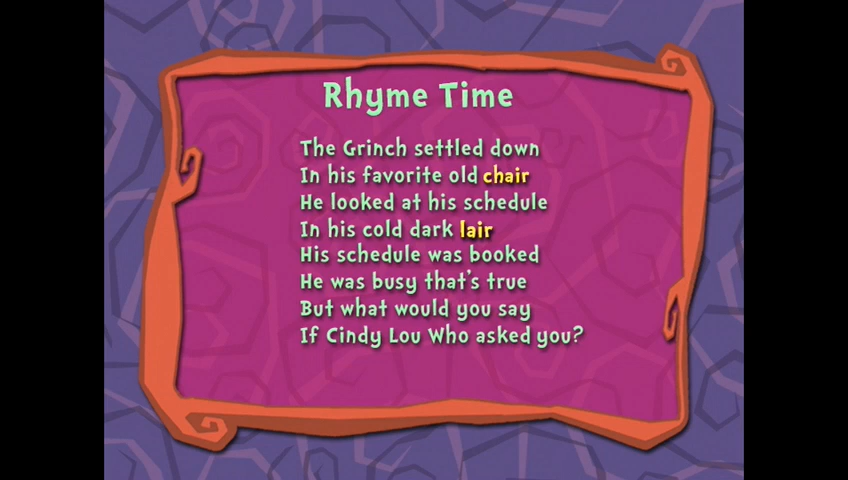 Rhyme Time
The Grinch settled down
In his favorite old chair
He looked at his schedule
In his cold dark lair
His schedule was booked
He was busy that's true
But what would you say
If Cindy Lou Who asked you?